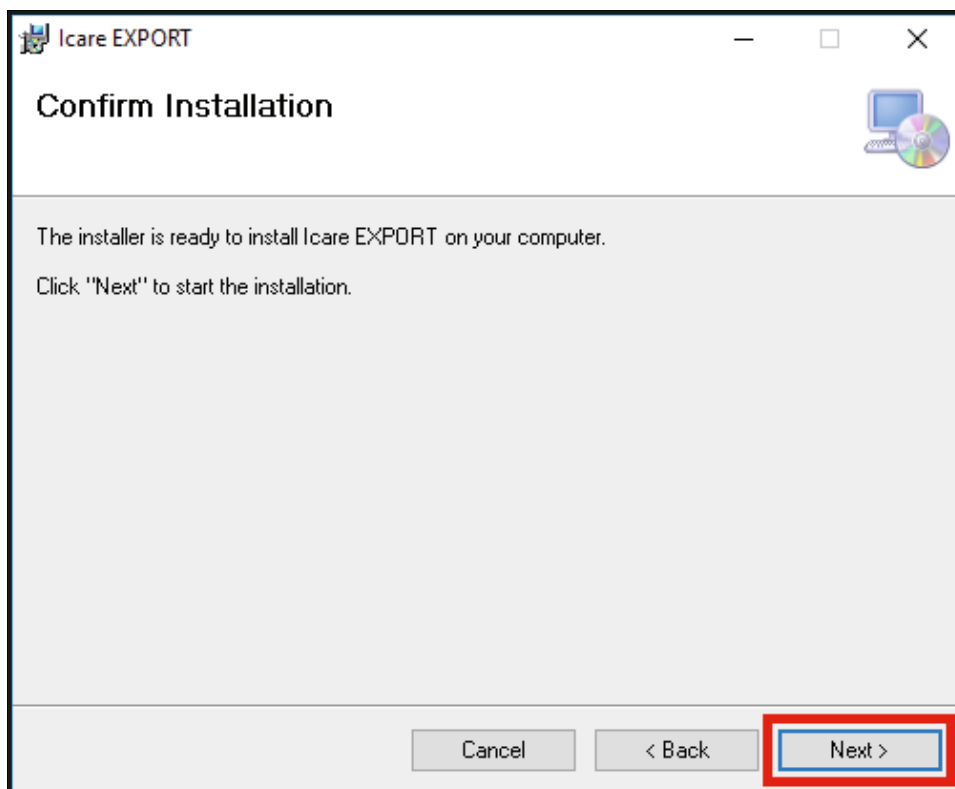 Icare EXPORT
Confirm Installation
The installer is ready to install Icare EXPORT on your computer.
Click "Next" to start the installation.
Cancel
< Back
Next >